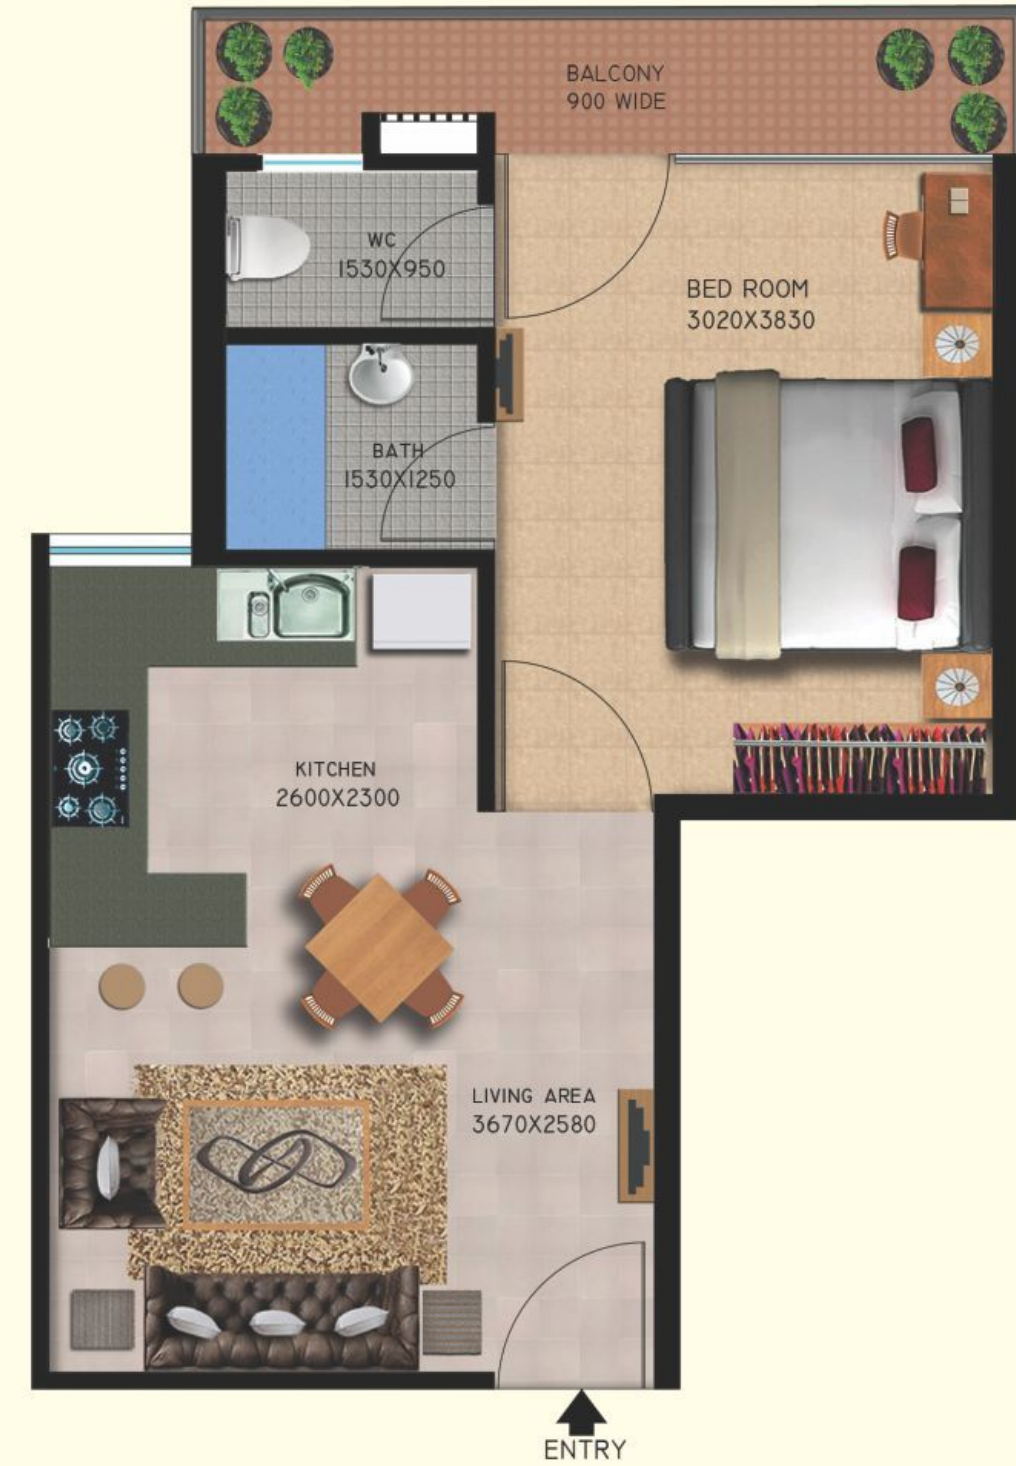 BALCONY
900 WIDE
WC
1530X950
BED ROOM
3020X3830
BATH
1530X1250
KITCHEN
2600X2300
LIVING AREA
3670X2580
ENTRY